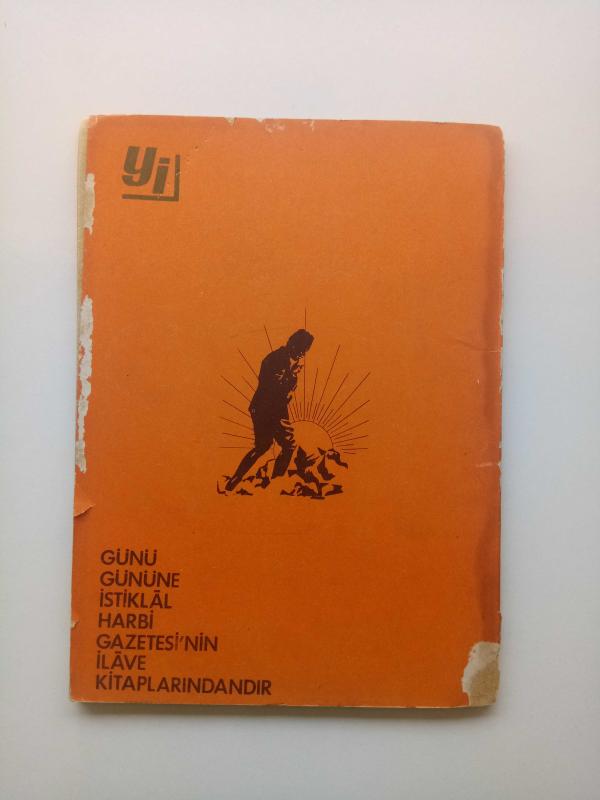 yi
GÜNÜ
GÜNÜNE
İSTİKLÂL
HARBİ
GAZETESİ'NİN
İLÂVE
KİTAPLARINDANDIR